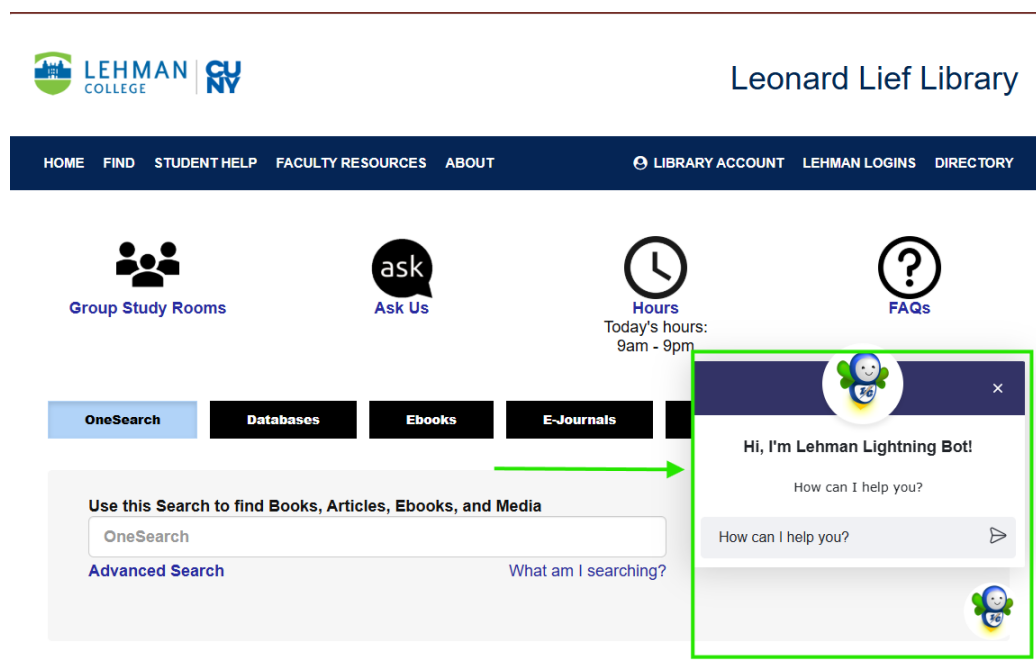 LEHMAN
COLLEGE
CU
NY
Leonard Lief Library
HOME FIND STUDENT HELP FACULTY RESOURCES ABOUT LIBRARY ACCOUNT LEHMAN LOGINS DIRECTORY
ask
?
Group Study Rooms
Ask Us
Hours
FAQs
Today's hours:
9am - 9pm
OneSearch Databases Ebooks E-Journals
×
Hi, I'm Lehman Lightning Bot!
How can I help you?
How can I help you?
Use this Search to find Books, Articles, Ebooks, and Media
OneSearch
Advanced Search What am I searching?